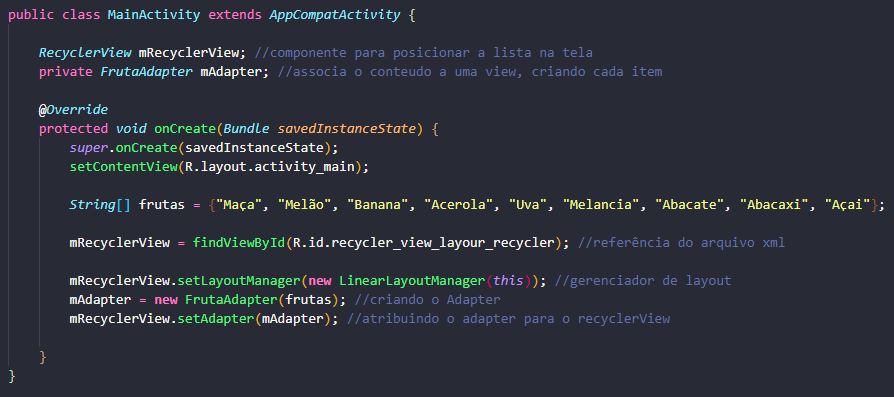 public class MainActivity extends AppCompatActivity {
RecyclerView mRecyclerView; //componente para posicionar a lista na tela
private FrutaAdapter mAdapter; //associa o conteudo a uma view, criando cada item
@Override
protected void onCreate(Bundle savedInstanceState) {
super.onCreate(savedInstanceState);
setContentView(R.layout.activity_main);
String[] frutas = {"Maça", "Melão", "Banana", "Acerola", "Uva", "Melancia", "Abacate", "Abacaxi", "Açai"};
mRecyclerView = findViewById(R.id.recycler_view_layour_recycler); //referência do arquivo xml
mRecyclerView.setLayoutManager(new LinearLayoutManager(this)); //gerenciador de layout
mAdapter = new FrutaAdapter(frutas); //criando o Adapter
mRecyclerView.setAdapter(mAdapter); //atribuindo o adapter para o recyclerView
}
}